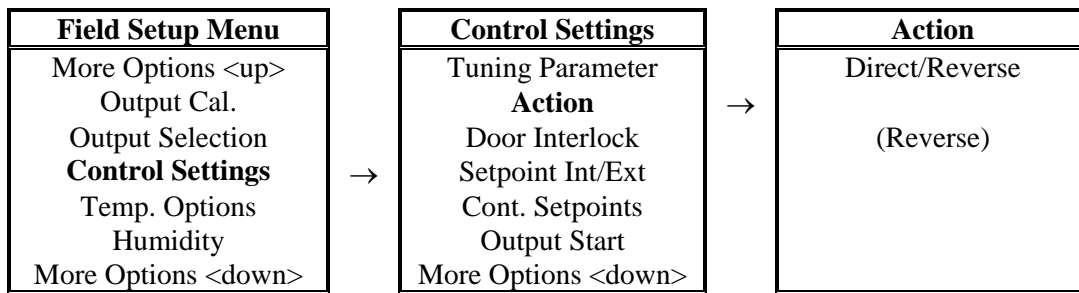 Field Setup Menu
More Options <up>
Output Cal.
Output Selection
Control Settings
Temp. Options
Humidity
More Options <down>
→
Control Settings
Tuning Parameter
Action
Door Interlock
Setpoint Int/Ext
Cont. Setpoints
Output Start
More Options <down>
→
Action
Direct/Reverse
(Reverse)